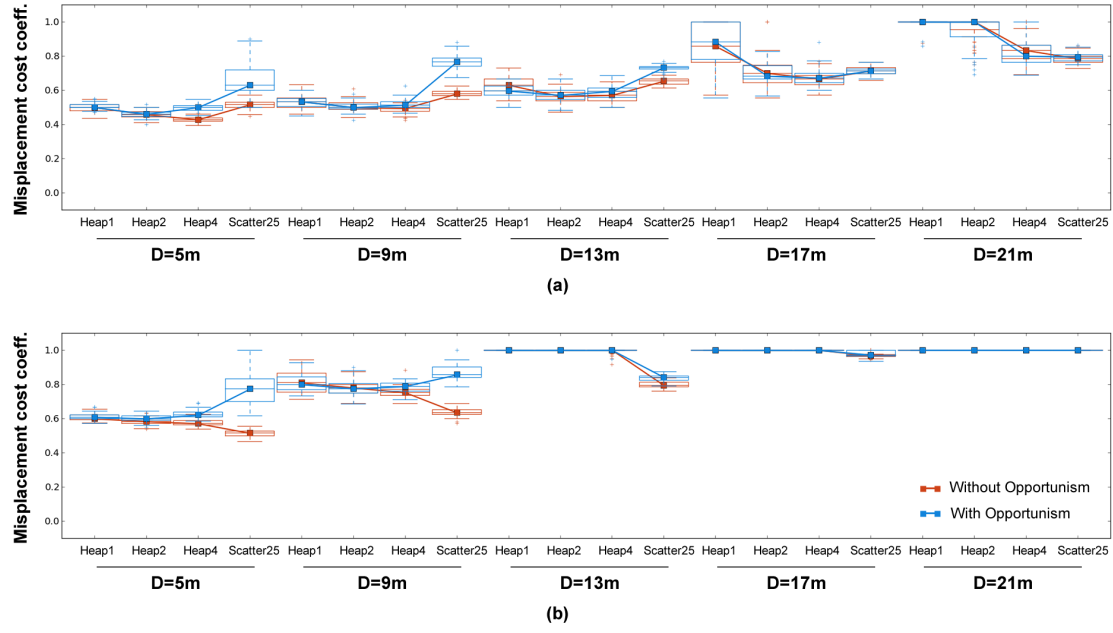 Misplacement cost coeff.
1.0
0.8
0.6
0.4
0.2
0.0
Heap1 Heap2 Heap4 Scatter25 Heap1 Heap2 Heap4 Scatter25 Heap1 Heap2 Heap4 Scatter25 Heap1 Heap2 Heap4 Scatter25 Heap1 Heap2 Heap4 Scatter25
D=5m D=9m D=13m D=17m D=21m
(a)
Misplacement cost coeff.
1.0
0.8
0.6
0.4
0.2
0.0
Without Opportunism
With Opportunism
Heap1 Heap2 Heap4 Scatter25 Heap1 Heap2 Heap4 Scatter25 Heap1 Heap2 Heap4 Scatter25 Heap1 Heap2 Heap4 Scatter25 Heap1 Heap2 Heap4 Scatter25
D=5m D=9m D=13m D=17m D=21m
(b)